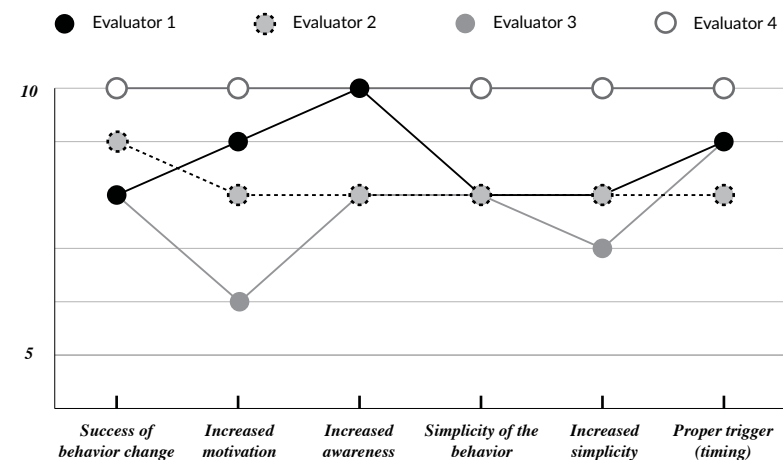 Evaluator 1
Evaluator 2
Evaluator 3
Evaluator 4
10
5
Success of
behavior change
Increased
motivation
Increased
awareness
Simplicity of the
behavior
Increased
simplicity
Proper trigger
(timing)